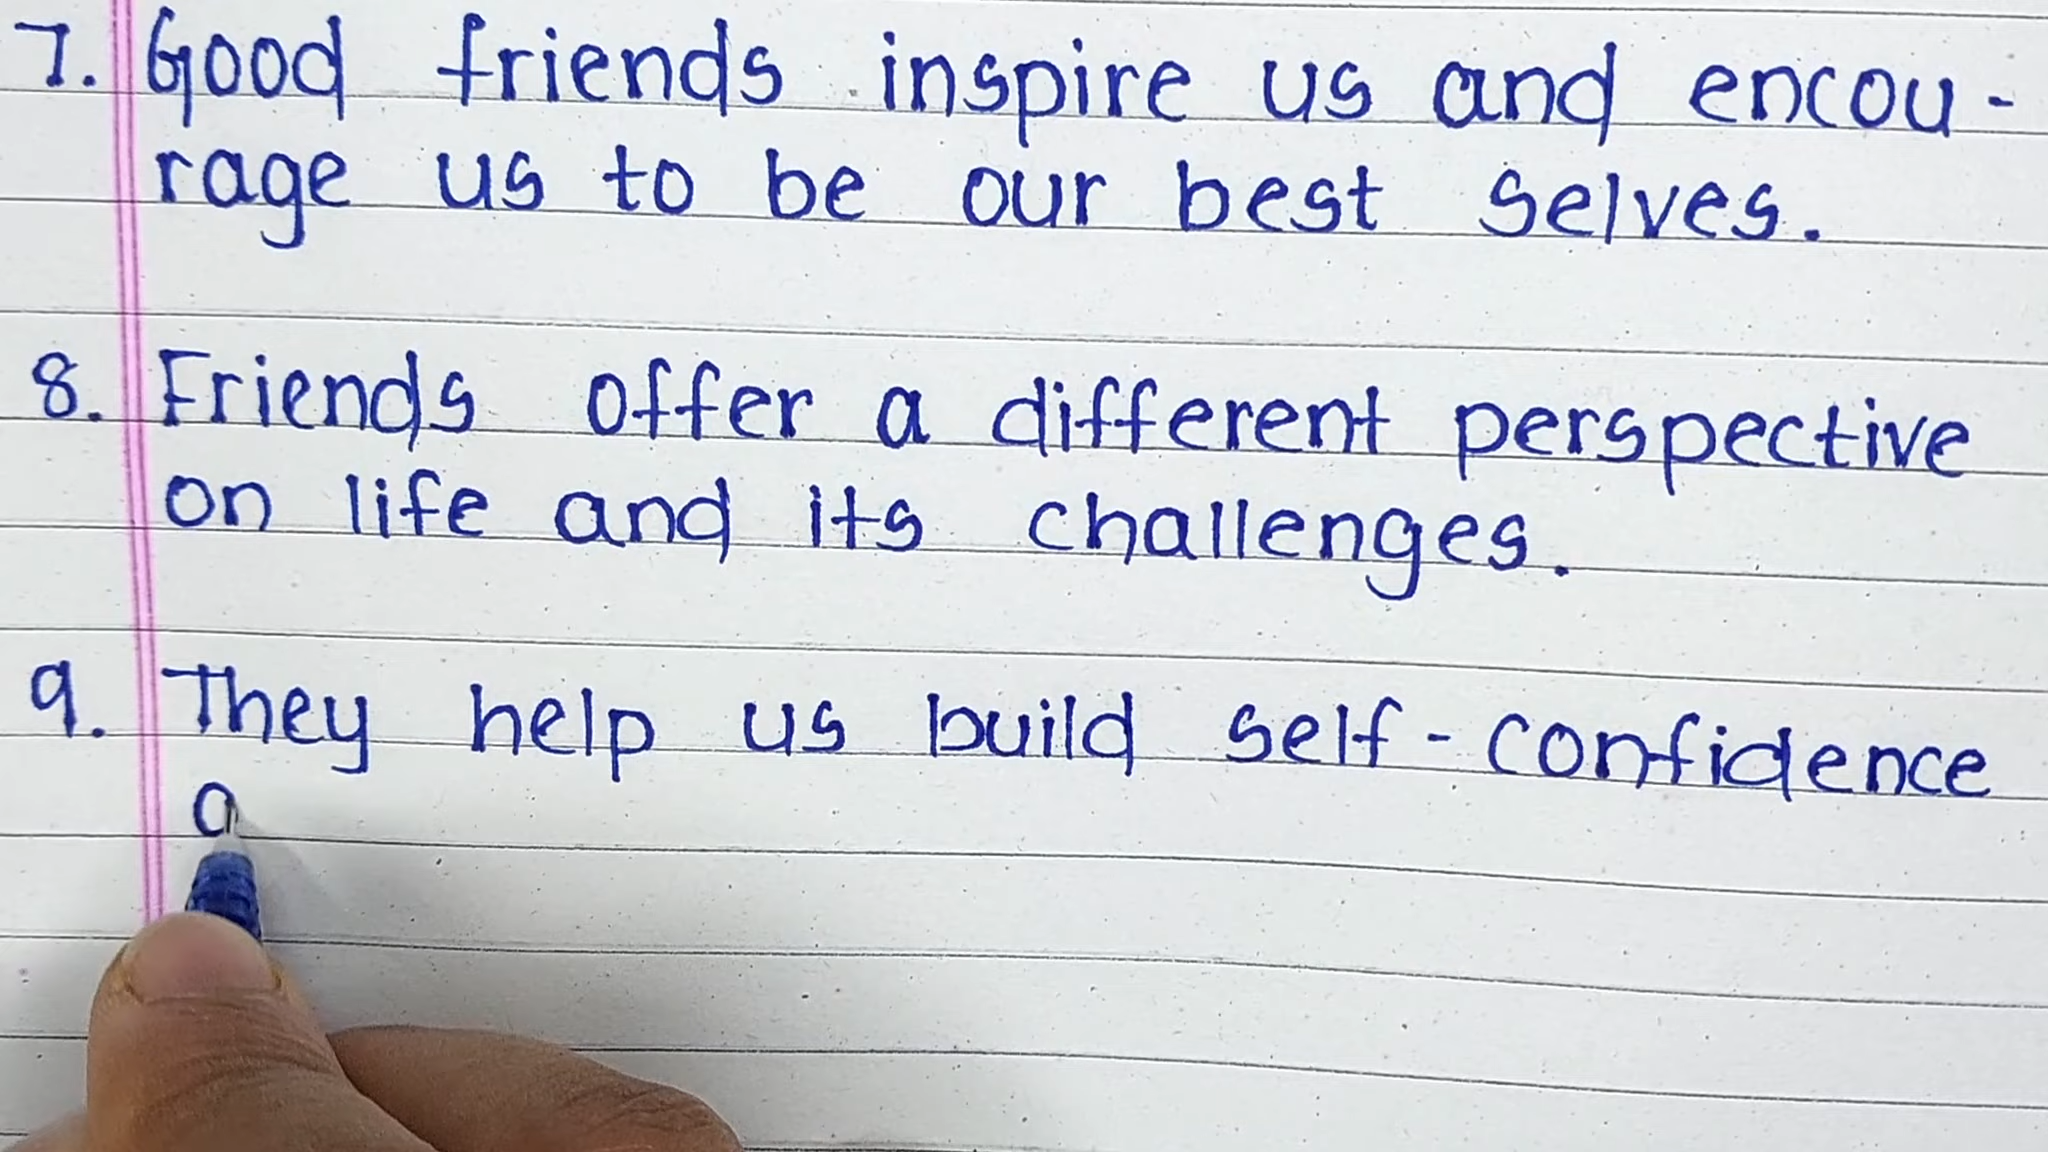 7. Good friends inspire us and encou-
rage us to be our best selves.
8. Friends offer a different perspective
on life and its challenges.
9. They help us build self-confidence
a